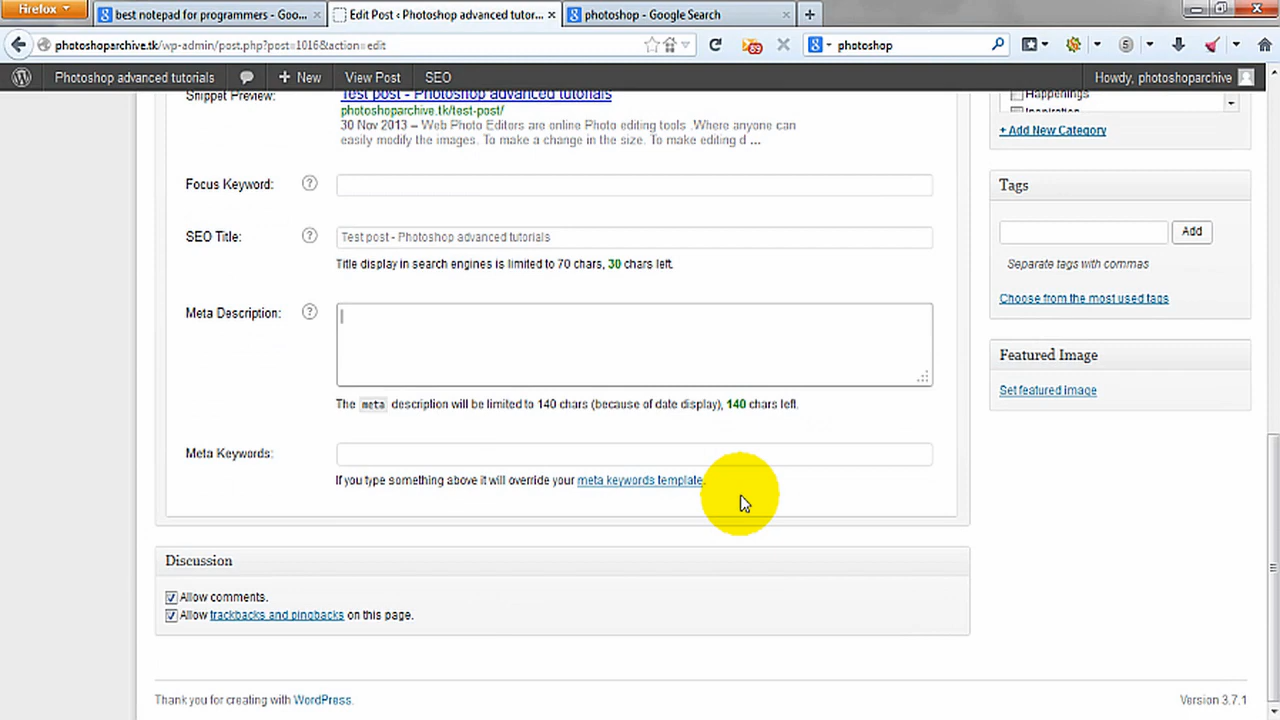 Firefox
best notepad for programmers - Goo...
Edit Post ‹ Photoshop advanced tutor...
photoshop - Google Search
photoshoparchive.tk/wp-admin/post.php?post=1016&action=edit
89
photoshop
Photoshop advanced tutorials
New
View Post
SEO
Howdy, photoshoparchive
Snippet Preview:
Test post - Photoshop advanced tutorials
photoshoparchive.tk/test-post/
30 Nov 2013 – Web Photo Editors are online Photo editing tools .Where anyone can
easily modify the images. To make a change in the size. To make editing d ...
Happenings
Inspiration
+ Add New Category
Focus Keyword:
Tags
Add
Separate tags with commas
Choose from the most used tags
SEO Title:
Test post - Photoshop advanced tutorials
Title display in search engines is limited to 70 chars, 30 chars left.
Meta Description:
The meta description will be limited to 140 chars (because of date display), 140 chars left.
Featured Image
Set featured image
Meta Keywords:
If you type something above it will override your meta keywords template.
Discussion
Allow comments.
Allow trackbacks and pingbacks on this page.
Thank you for creating with WordPress.
Version 3.7.1